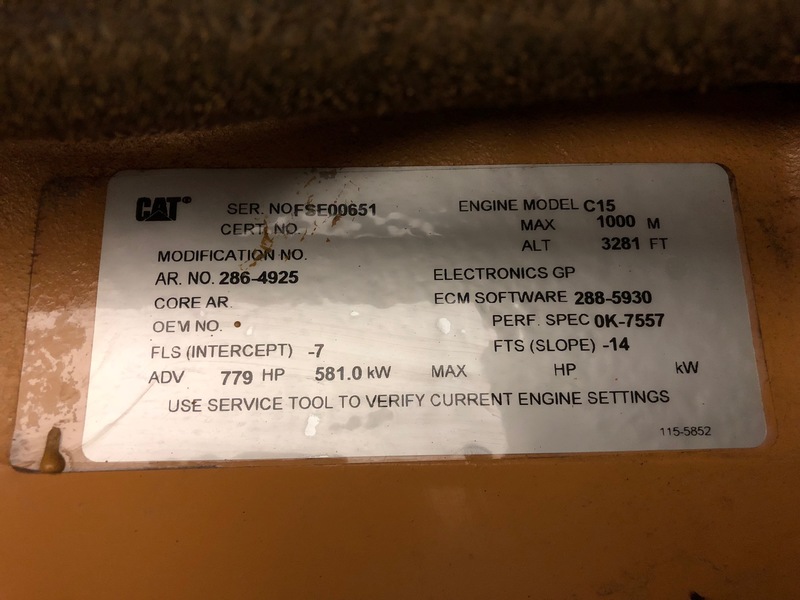 CAT® SER. NO FSE00651 ENGINE MODEL C15
CERT. NO. MAX 1000 M
ALT 3281 FT
MODIFICATION NO.
AR. NO. 286-4925 ELECTRONICS GP
CORE AR. ECM SOFTWARE 288-5930
OEM NO. PERF. SPEC 0K-7557
FLS (INTERCEPT) -7 FTS (SLOPE) -14
ADV 779 HP 581.0 kW MAX HP kW
USE SERVICE TOOL TO VERIFY CURRENT ENGINE SETTINGS
115-5852